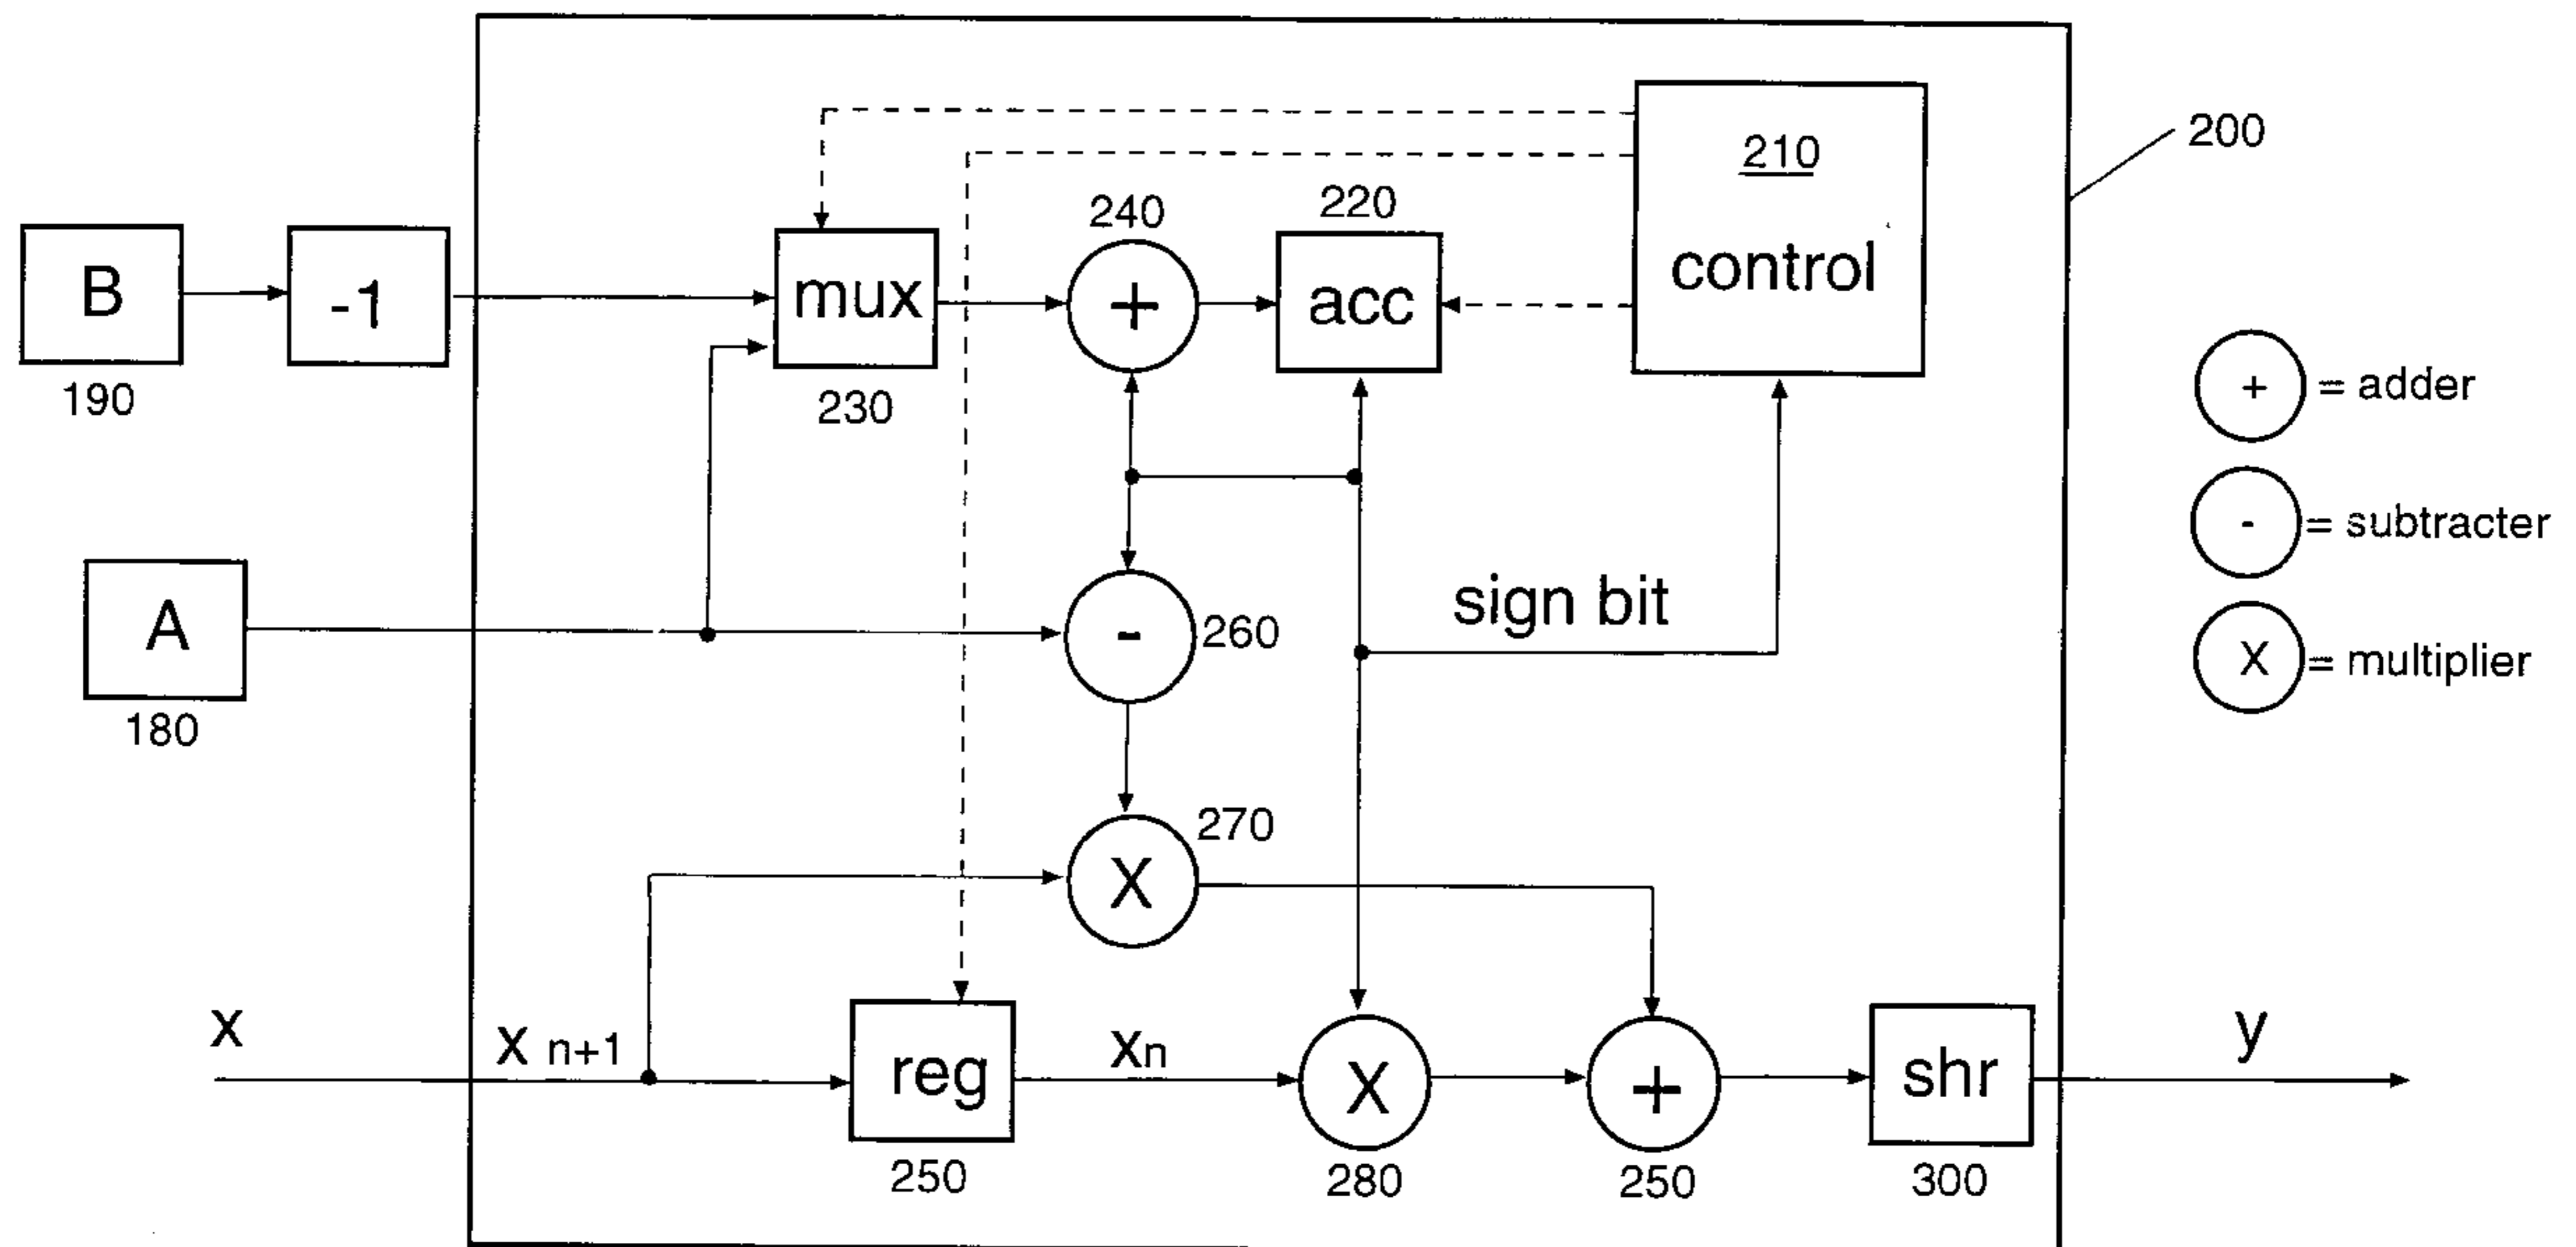 200
210
control
240
220
B
-1
mux
+
acc
190
230
+ = adder
- = subtracter
X = multiplier
A
180
-
260
sign bit
X
270
x
X n+1
reg
Xn
X
+
shr
y
250
280
250
300